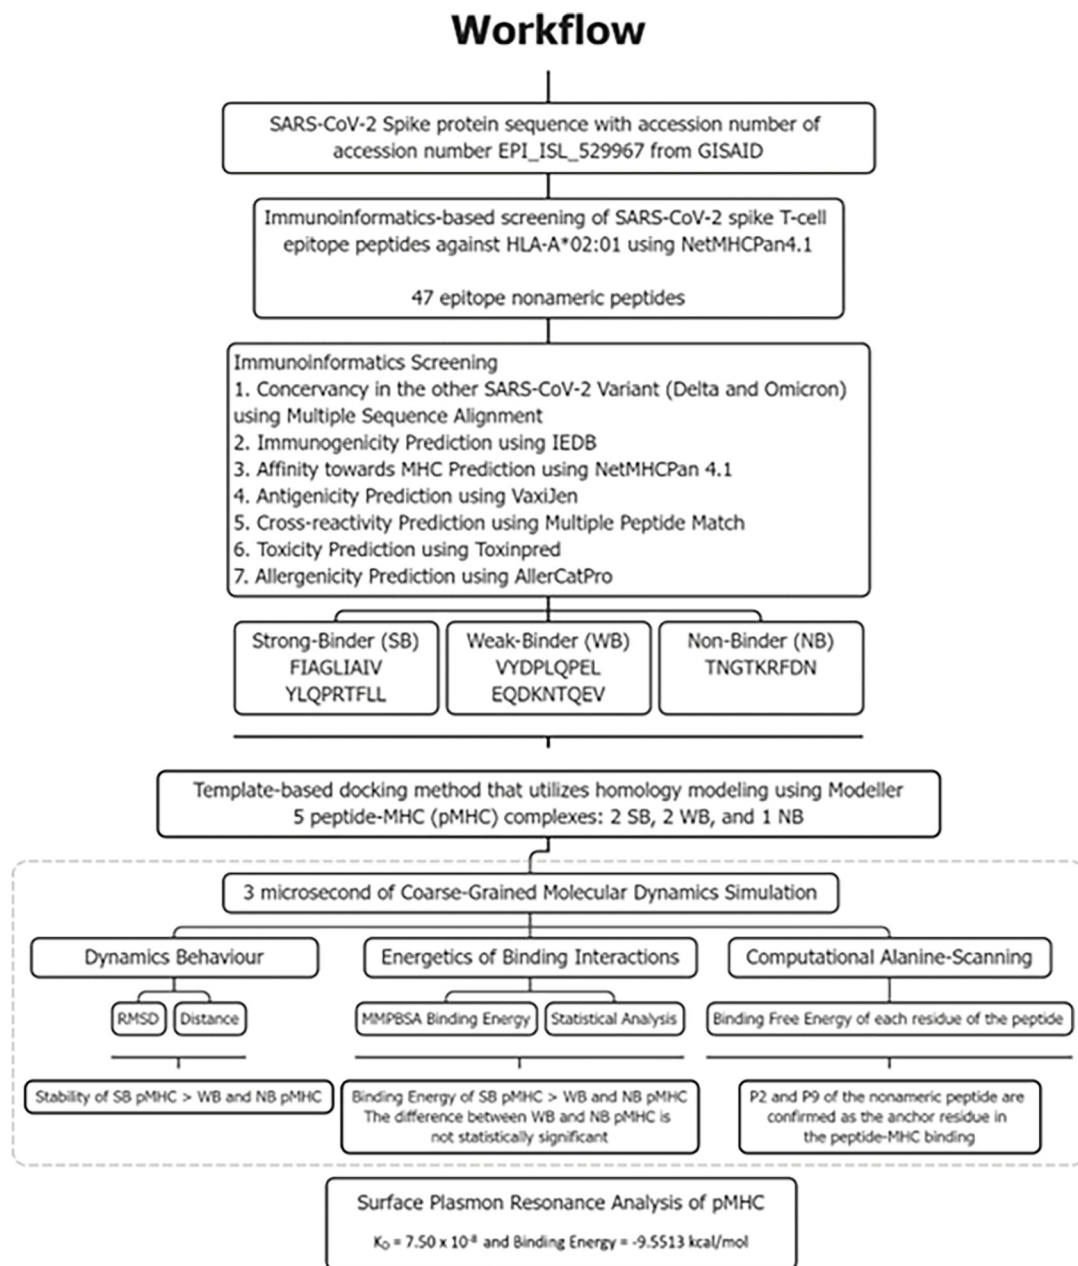 Workflow
SARS-CoV-2 Spike protein sequence with accession number of
accession number EPI_ISL_529967 from GISAID
Immunoinformatics-based screening of SARS-CoV-2 spike T-cell
epitope peptides against HLA-A*02:01 using NetMHCPan4.1
47 epitope nonameric peptides
Immunoinformatics Screening
1. Concervancy in the other SARS-CoV-2 Variant (Delta and Omicron)
using Multiple Sequence Alignment
2. Immunogenicity Prediction using IEDB
3. Affinity towards MHC Prediction using NetMHCPan 4.1
4. Antigenicity Prediction using VaxiJen
5. Cross-reactivity Prediction using Multiple Peptide Match
6. Toxicity Prediction using Toxinpred
7. Allergenicity Prediction using AllerCatPro
Strong-Binder (SB)
FIAGLIAIV
YLQPRTFLL
Weak-Binder (WB)
VYDPLQPEL
EQDKNTQEV
Non-Binder (NB)
TNGTKRFDN
Template-based docking method that utilizes homology modeling using Modeller
5 peptide-MHC (pMHC) complexes: 2 SB, 2 WB, and 1 NB
3 microsecond of Coarse-Grained Molecular Dynamics Simulation
Dynamics Behaviour
Energetics of Binding Interactions
Computational Alanine-Scanning
RMSD
Distance
MMPBSA Binding Energy
Statistical Analysis
Binding Free Energy of each residue of the peptide
Stability of SB pMHC > WB and NB pMHC
Binding Energy of SB pMHC > WB and NB pMHC
The difference between WB and NB pMHC is
not statistically significant
P2 and P9 of the nonameric peptide are
confirmed as the anchor residue in
the peptide-MHC binding
Surface Plasmon Resonance Analysis of pMHC
K_D = 7.50 x 10⁻⁸ and Binding Energy = -9.5513 kcal/mol